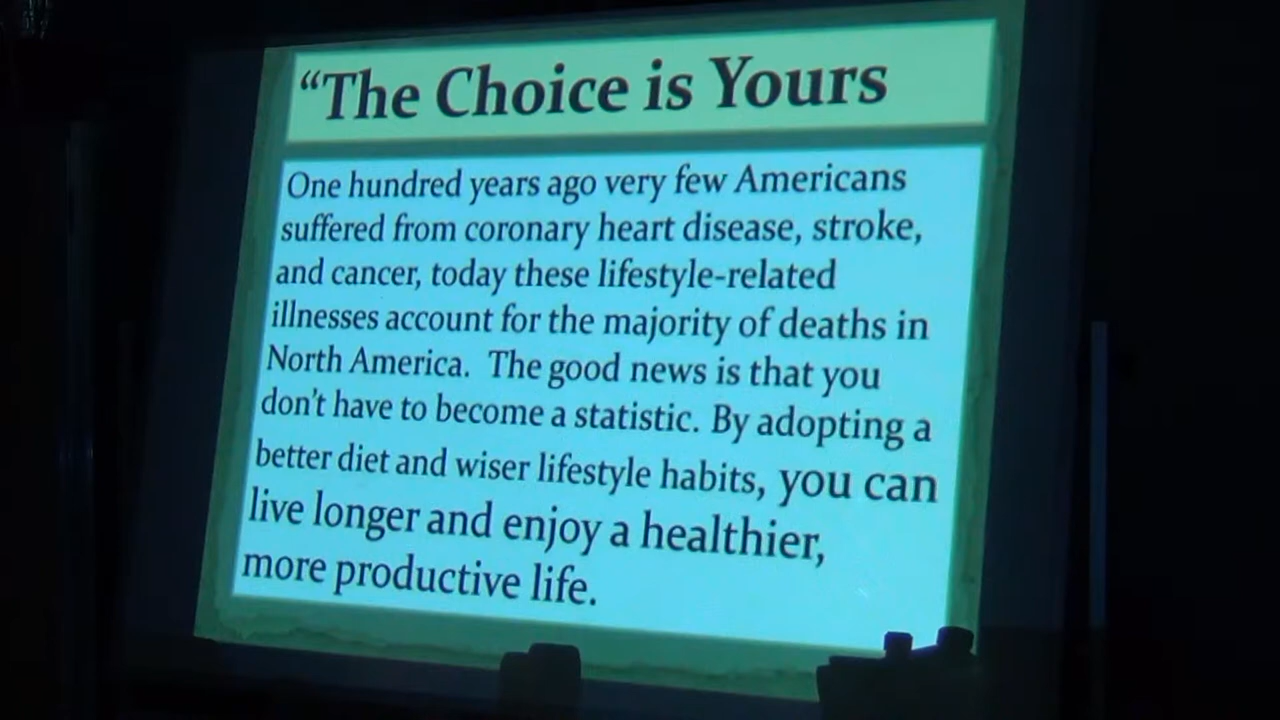 “The Choice is Yours
One hundred years ago very few Americans
suffered from coronary heart disease, stroke,
and cancer, today these lifestyle-related
illnesses account for the majority of deaths in
North America. The good news is that you
don't have to become a statistic. By adopting a
better diet and wiser lifestyle habits, you can
live longer and enjoy a healthier,
more productive life.